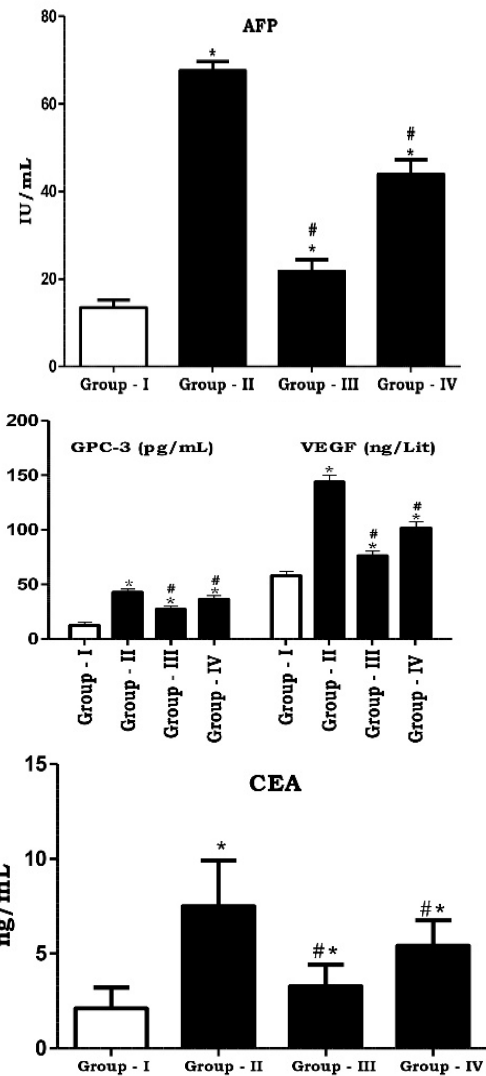 AFP
80
60
40
20
0
IU/mL
*
# *
# *
Group - I Group - II Group - III Group - IV
200
150
100
50
0
GPC-3 (pg/mL) VEGF (ng/Lit)
* # * # * * # * # *
Group - I Group - II Group - III Group - IV Group - I Group - II Group - III Group - IV
CEA
15
10
5
0
ng/mL
*
#*
#*
Group - I Group - II Group - III Group - IV